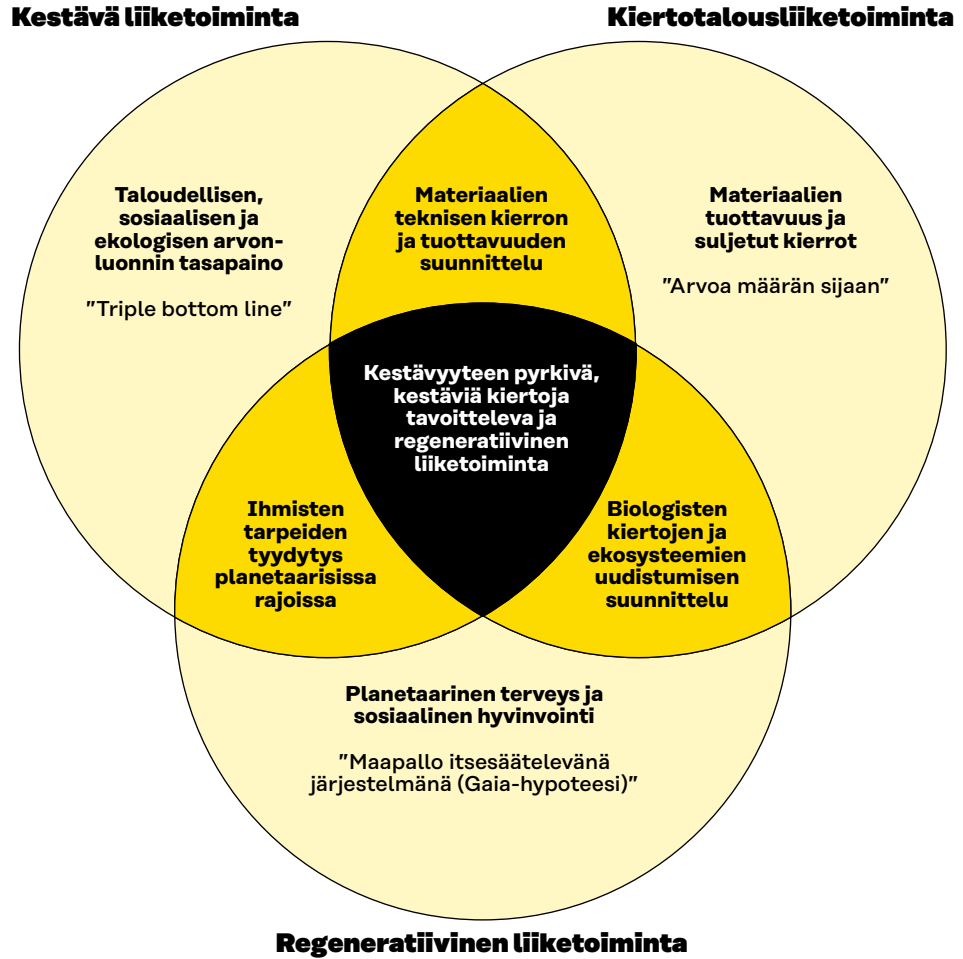 Kestävä liiketoiminta
Kiertotalousliiketoiminta
Taloudellisen,
sosiaalisen ja
ekologisen arvon-
luonnin tasapaino
”Triple bottom line”
Materiaalien
teknisen kierron
ja tuottavuuden
suunnittelu
Materiaalien
tuottavuus ja
suljetut kierrot
”Arvoa määrän sijaan”
Kestävyyteen pyrkivä,
kestäviä kiertoja
tavoitteleva ja
regeneratiivinen
liiketoiminta
Ihmisten
tarpeiden
tyydytys
planetaarisissa
rajoissa
Biologisten
kiertojen ja
ekosysteemien
uudistumisen
suunnittelu
Planetaarinen terveys ja
sosiaalinen hyvinvointi
”Maapallo itsesäätelevänä
järjestelmänä (Gaia-hypoteesi)”
Regeneratiivinen liiketoiminta